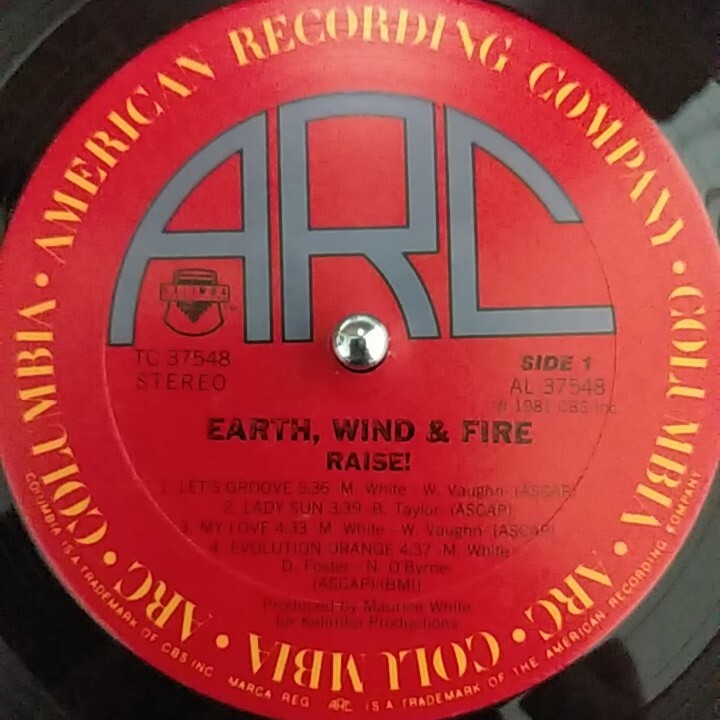 AMERICAN RECORDING COMPANY • COLUMBIA • ARC • COLUMBIA • ARC • COLUMBIA •
ARC
KALIMBA
TC 37548
STEREO
SIDE 1
AL 37548
℗ 1981 CBS Inc.
EARTH, WIND & FIRE
RAISE!
1. LET'S GROOVE 5:36 -M. White - W. Vaughn- (ASCAP)
2. LADY SUN 3:39 -B. Taylor- (ASCAP)
3. MY LOVE 4:33 -M. White - W. Vaughn- (ASCAP)
4. EVOLUTION ORANGE 4:37 -M. White -
D. Foster - N. O'Byrne-
(ASCAP) (BMI)
Produced by Maurice White
for Kalimba Productions
COLUMBIA IS A TRADEMARK OF CBS INC MARCA REG ARC IS A TRADEMARK OF THE AMERICAN RECORDING COMPANY